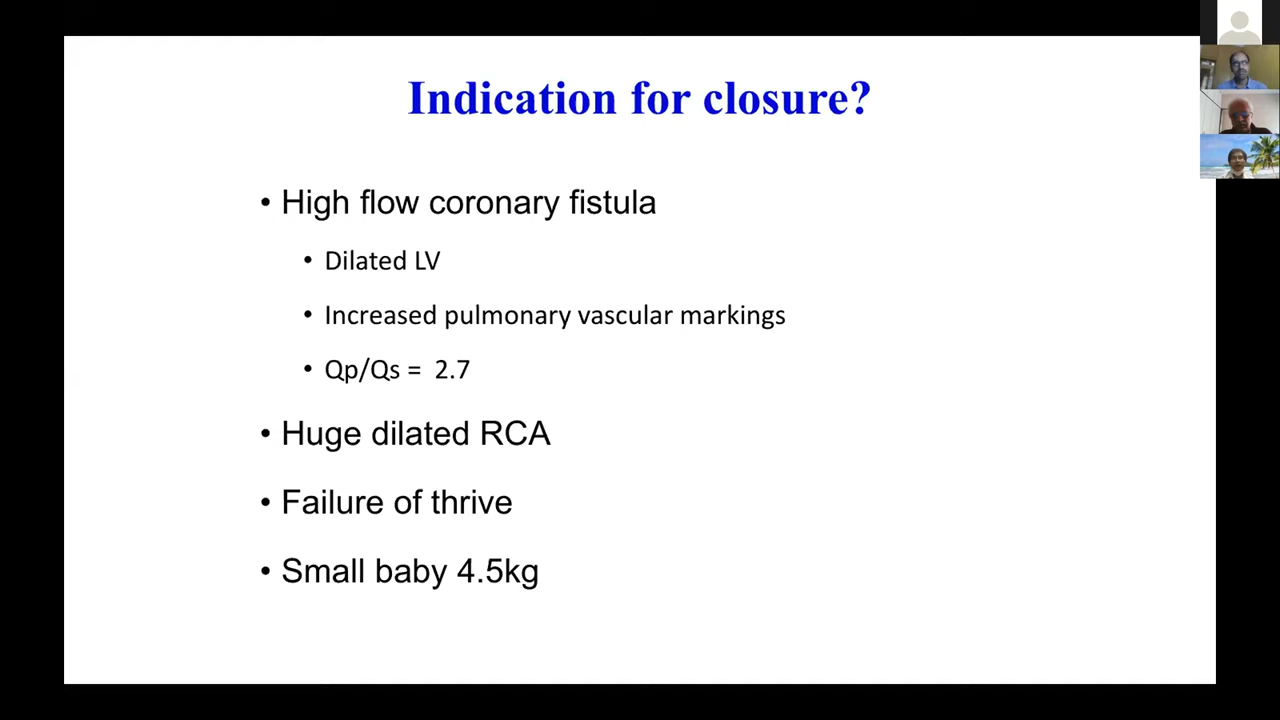 Indication for closure?
• High flow coronary fistula
• Dilated LV
• Increased pulmonary vascular markings
• Qp/Qs = 2.7
• Huge dilated RCA
• Failure of thrive
• Small baby 4.5kg